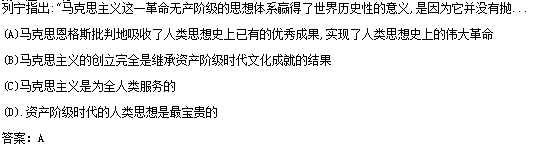 列宁指出:“马克思主义这一革命无产阶级的思想体系赢得了世界历史性的意义,是因为它并没有抛...
(A)马克思恩格斯批判地吸收了人类思想史上已有的优秀成果,实现了人类思想史上的伟大革命
(B)马克思主义的创立完全是继承资产阶级时代文化成就的结果
(C)马克思主义是为全人类服务的
(D).资产阶级时代的人类思想是最宝贵的
答案: A